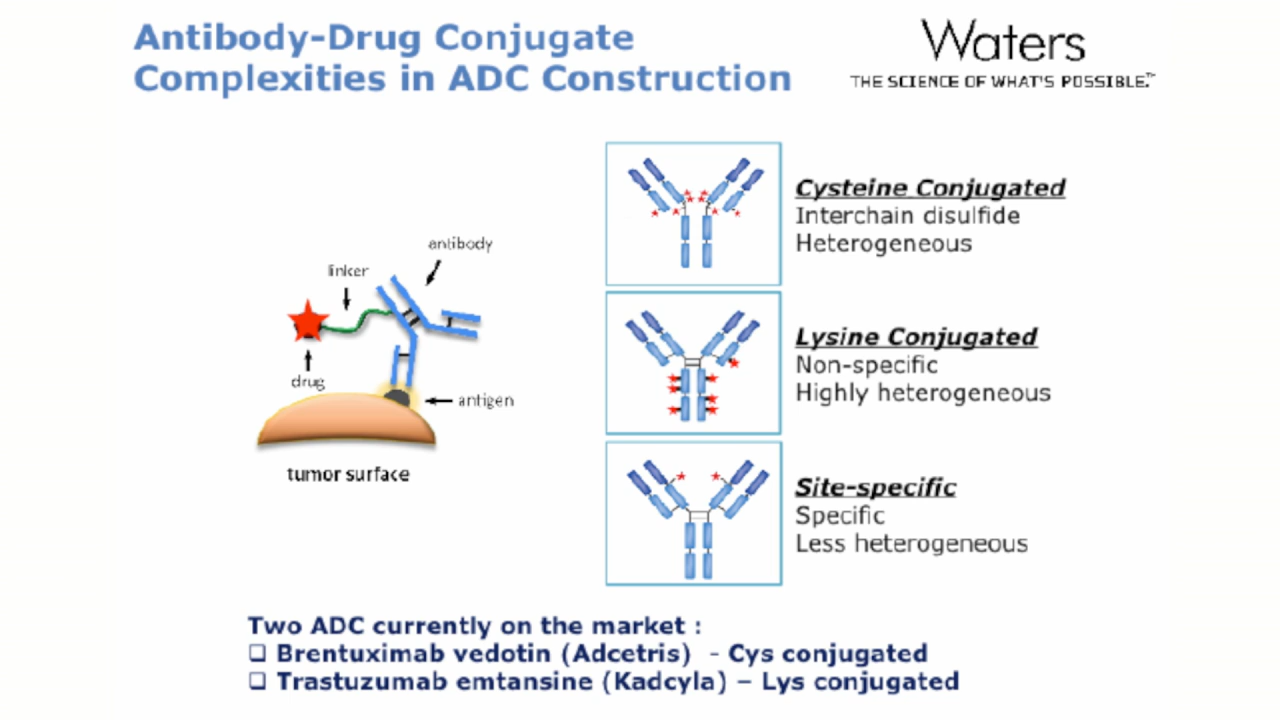 Antibody-Drug Conjugate
Complexities in ADC Construction
Waters
THE SCIENCE OF WHAT'S POSSIBLE.™
antibody
linker
drug
antigen
tumor surface
Cysteine Conjugated
Interchain disulfide
Heterogeneous
Lysine Conjugated
Non-specific
Highly heterogeneous
Site-specific
Specific
Less heterogeneous
Two ADC currently on the market :
❑ Brentuximab vedotin (Adcetris) - Cys conjugated
❑ Trastuzumab emtansine (Kadcyla) – Lys conjugated